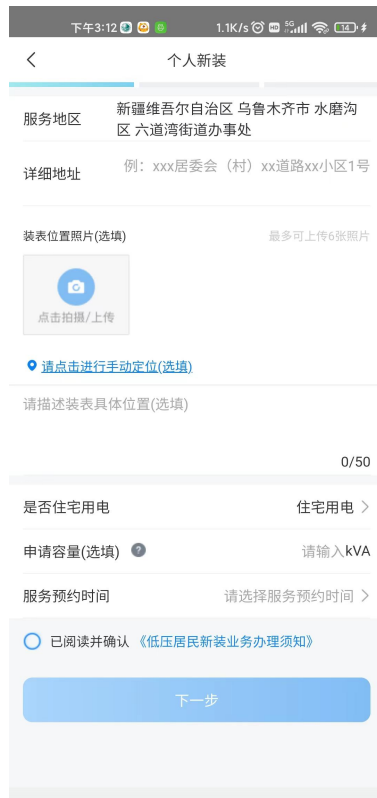 下午3:12 1.1K/s HD 5G 14
个人新装
服务地区 新疆维吾尔自治区 乌鲁木齐市 水磨沟
区 六道湾街道办事处
详细地址 例：xxx居委会（村）xx道路xx小区1号
装表位置照片(选填) 最多可上传6张照片
点击拍摄/上传
请点击进行手动定位(选填)
请描述装表具体位置(选填)
0/50
是否住宅用电 住宅用电
申请容量(选填) ? 请输入kVA
服务预约时间 请选择服务预约时间
已阅读并确认 《低压居民新装业务办理须知》
下一步